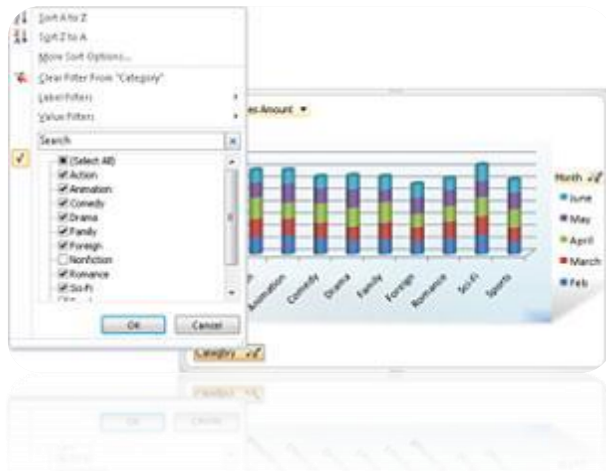 Sort A to Z
Sort Z to A
More Sort Options...
Clear Filter From "Category"
Label Filters
Value Filters
Search
(Select All)
Action
Animation
Comedy
Drama
Family
Foreign
Nonfiction
Romance
Sci-Fi
OK
Cancel
Amount
Month
June
May
April
March
Feb
Animation
Comedy
Drama
Family
Foreign
Romance
Sci-Fi
Sports
Category